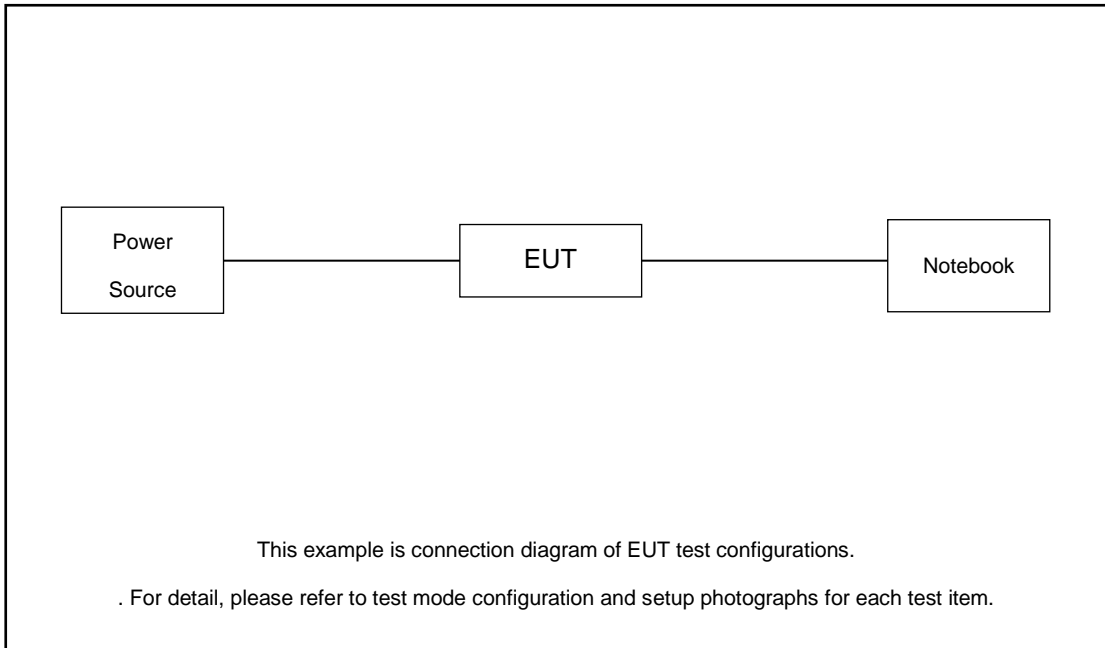 Power
Source
EUT
Notebook
This example is connection diagram of EUT test configurations.
. For detail, please refer to test mode configuration and setup photographs for each test item.